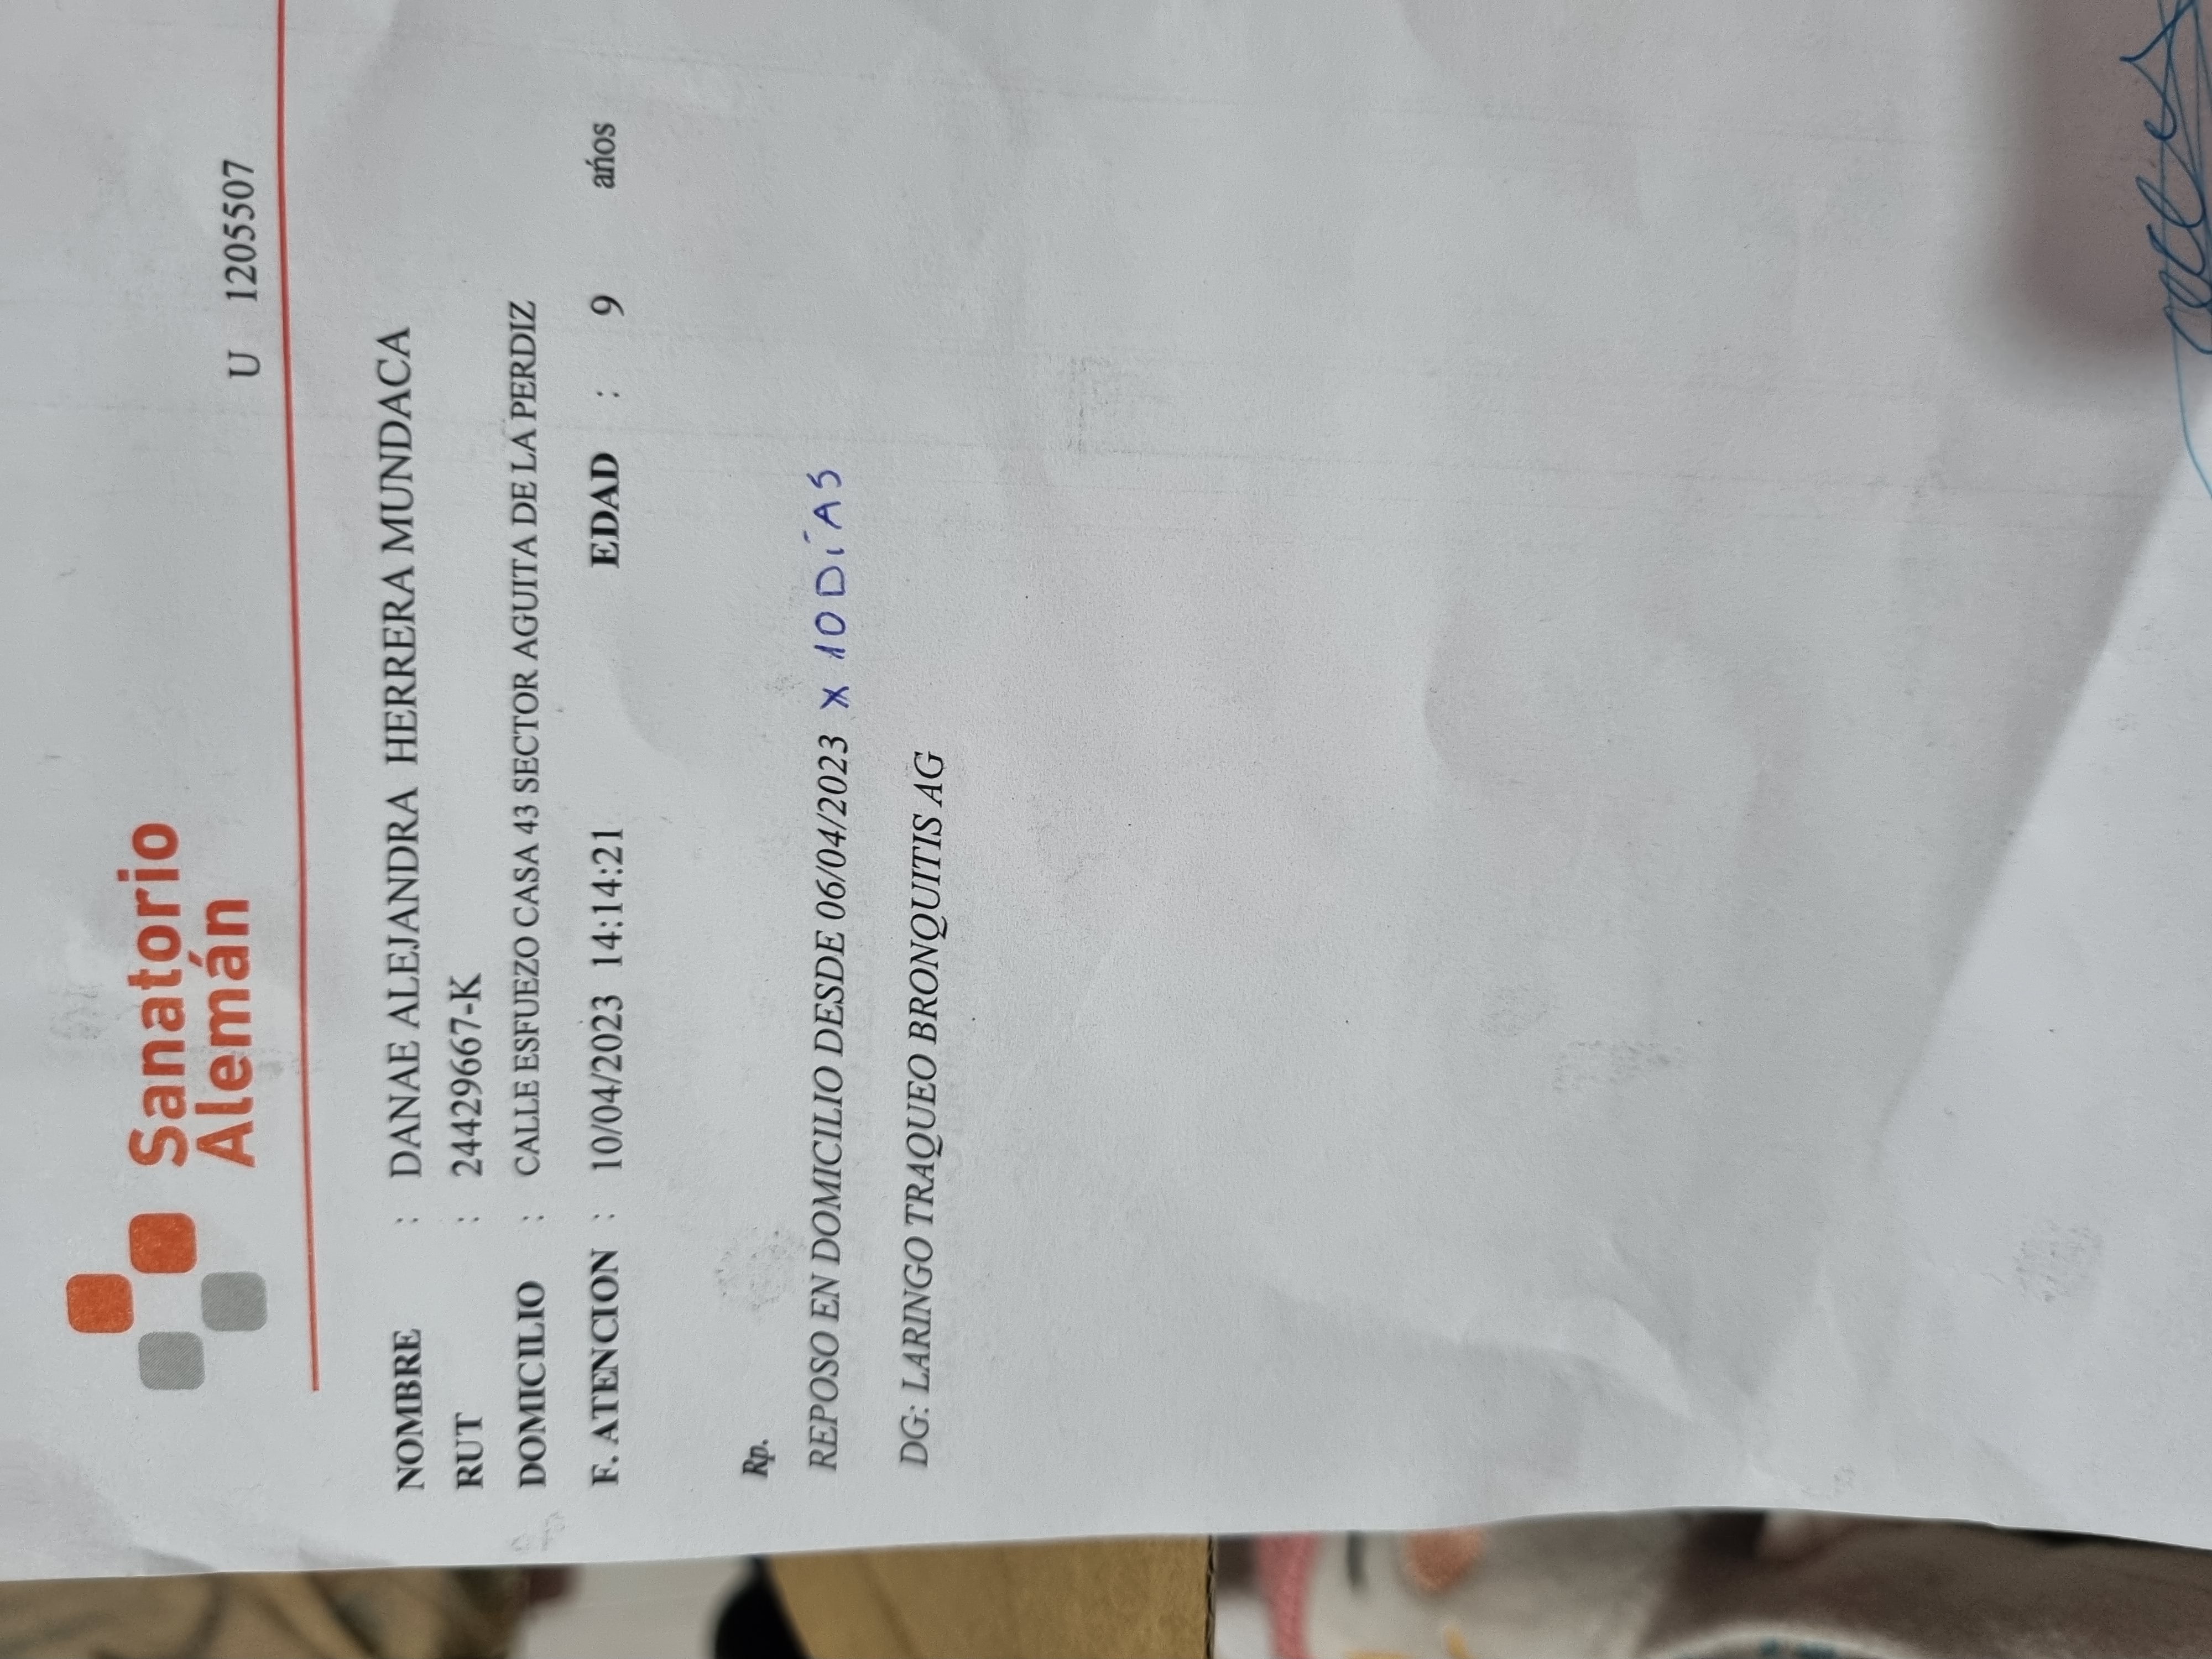 Sanatorio
Alemán
U 1205507
NOMBRE : DANAE ALEJANDRA HERRERA MUNDACA
RUT : 24429667-K
DOMICILIO : CALLE ESFUEZO CASA 43 SECTOR AGUITA DE LA PERDIZ
F. ATENCION : 10/04/2023 14:14:21 EDAD : 9 ańos
Rp.
REPOSO EN DOMICILIO DESDE 06/04/2023 x 10 DÍAS
DG: LARINGO TRAQUEO BRONQUITIS AG